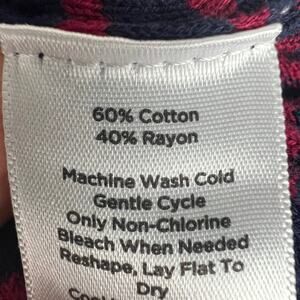 60% Cotton
40% Rayon
Machine Wash Cold
Gentle Cycle
Only Non-Chlorine
Bleach When Needed
Reshape, Lay Flat To
Dry